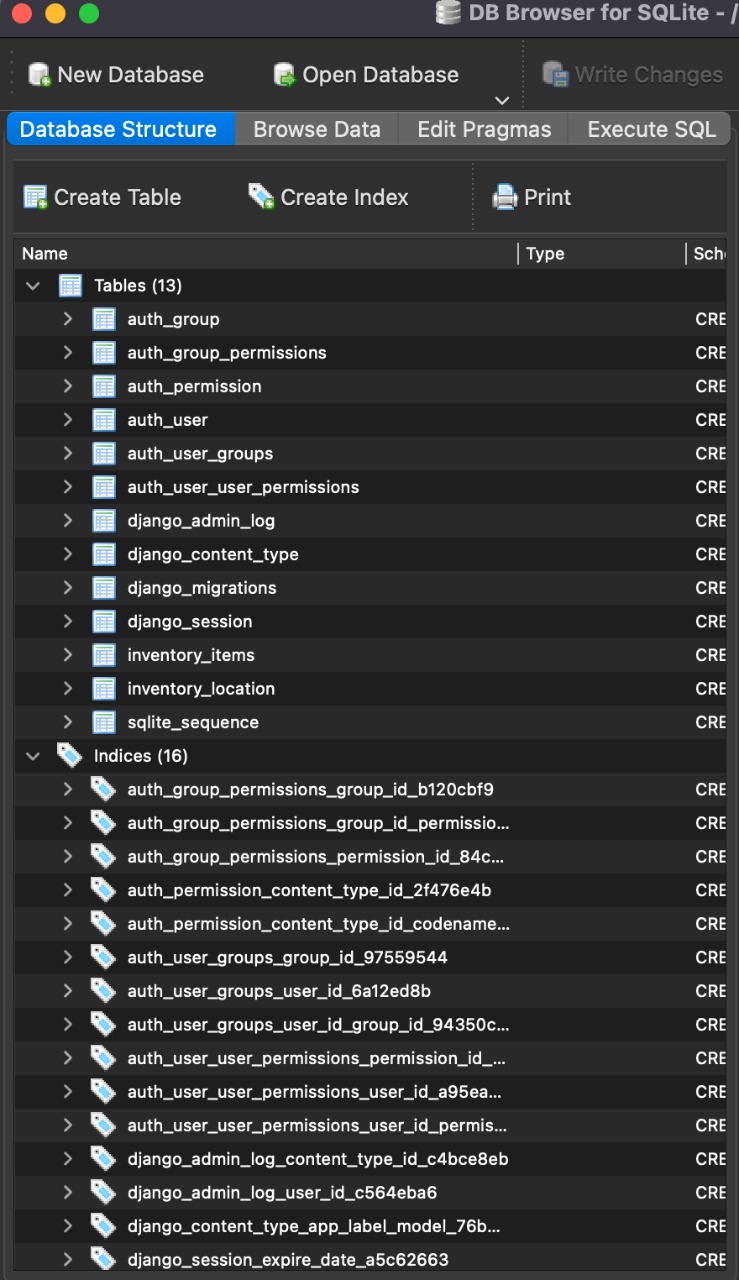 DB Browser for SQLite - /
New Database Open Database Write Changes
Database Structure Browse Data Edit Pragmas Execute SQL
Create Table Create Index Print
Name Type Sch
Tables (13)
auth_group CRE
auth_group_permissions CRE
auth_permission CRE
auth_user CRE
auth_user_groups CRE
auth_user_user_permissions CRE
django_admin_log CRE
django_content_type CRE
django_migrations CRE
django_session CRE
inventory_items CRE
inventory_location CRE
sqlite_sequence CRE
Indices (16)
auth_group_permissions_group_id_b120cbf9 CRE
auth_group_permissions_group_id_permissio... CRE
auth_group_permissions_permission_id_84c... CRE
auth_permission_content_type_id_2f476e4b CRE
auth_permission_content_type_id_codename... CRE
auth_user_groups_group_id_97559544 CRE
auth_user_groups_user_id_6a12ed8b CRE
auth_user_groups_user_id_group_id_94350c... CRE
auth_user_user_permissions_permission_id_... CRE
auth_user_user_permissions_user_id_a95ea... CRE
auth_user_user_permissions_user_id_permis... CRE
django_admin_log_content_type_id_c4bce8eb CRE
django_admin_log_user_id_c564eba6 CRE
django_content_type_app_label_model_76b... CRE
django_session_expire_date_a5c62663 CRE